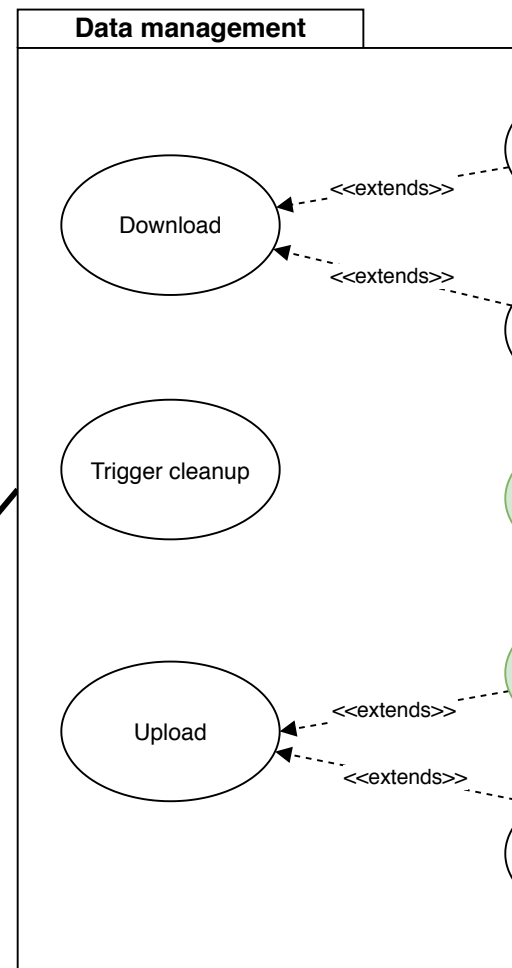 Data management
<<extends>>
Download
<<extends>>
Trigger cleanup
<<extends>>
Upload
<<extends>>